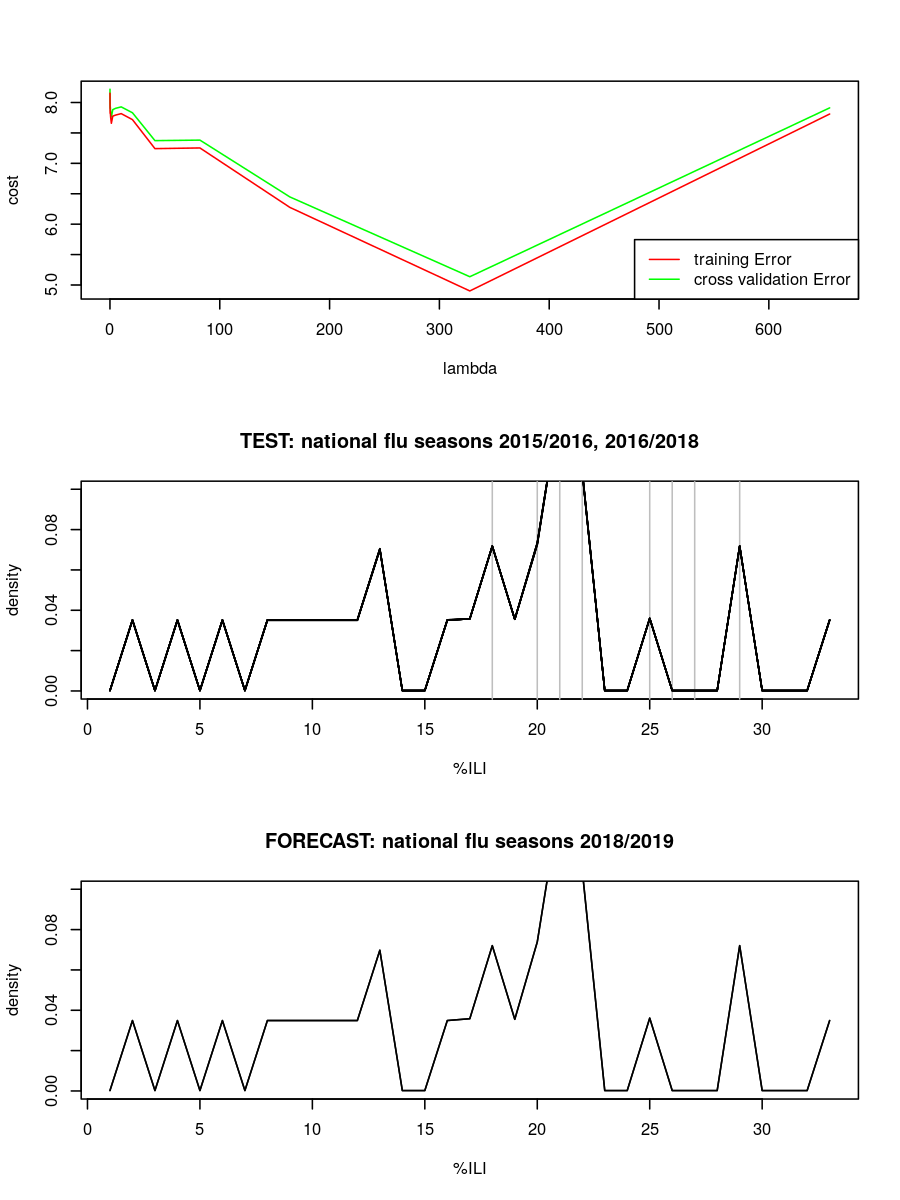 cost
8.0
7.0
6.0
5.0
training Error
cross validation Error
0 100 200 300 400 500 600
lambda
TEST: national flu seasons 2015/2016, 2016/2018
density
0.08
0.04
0.00
0 5 10 15 20 25 30
%ILI
FORECAST: national flu seasons 2018/2019
density
0.08
0.04
0.00
0 5 10 15 20 25 30
%ILI